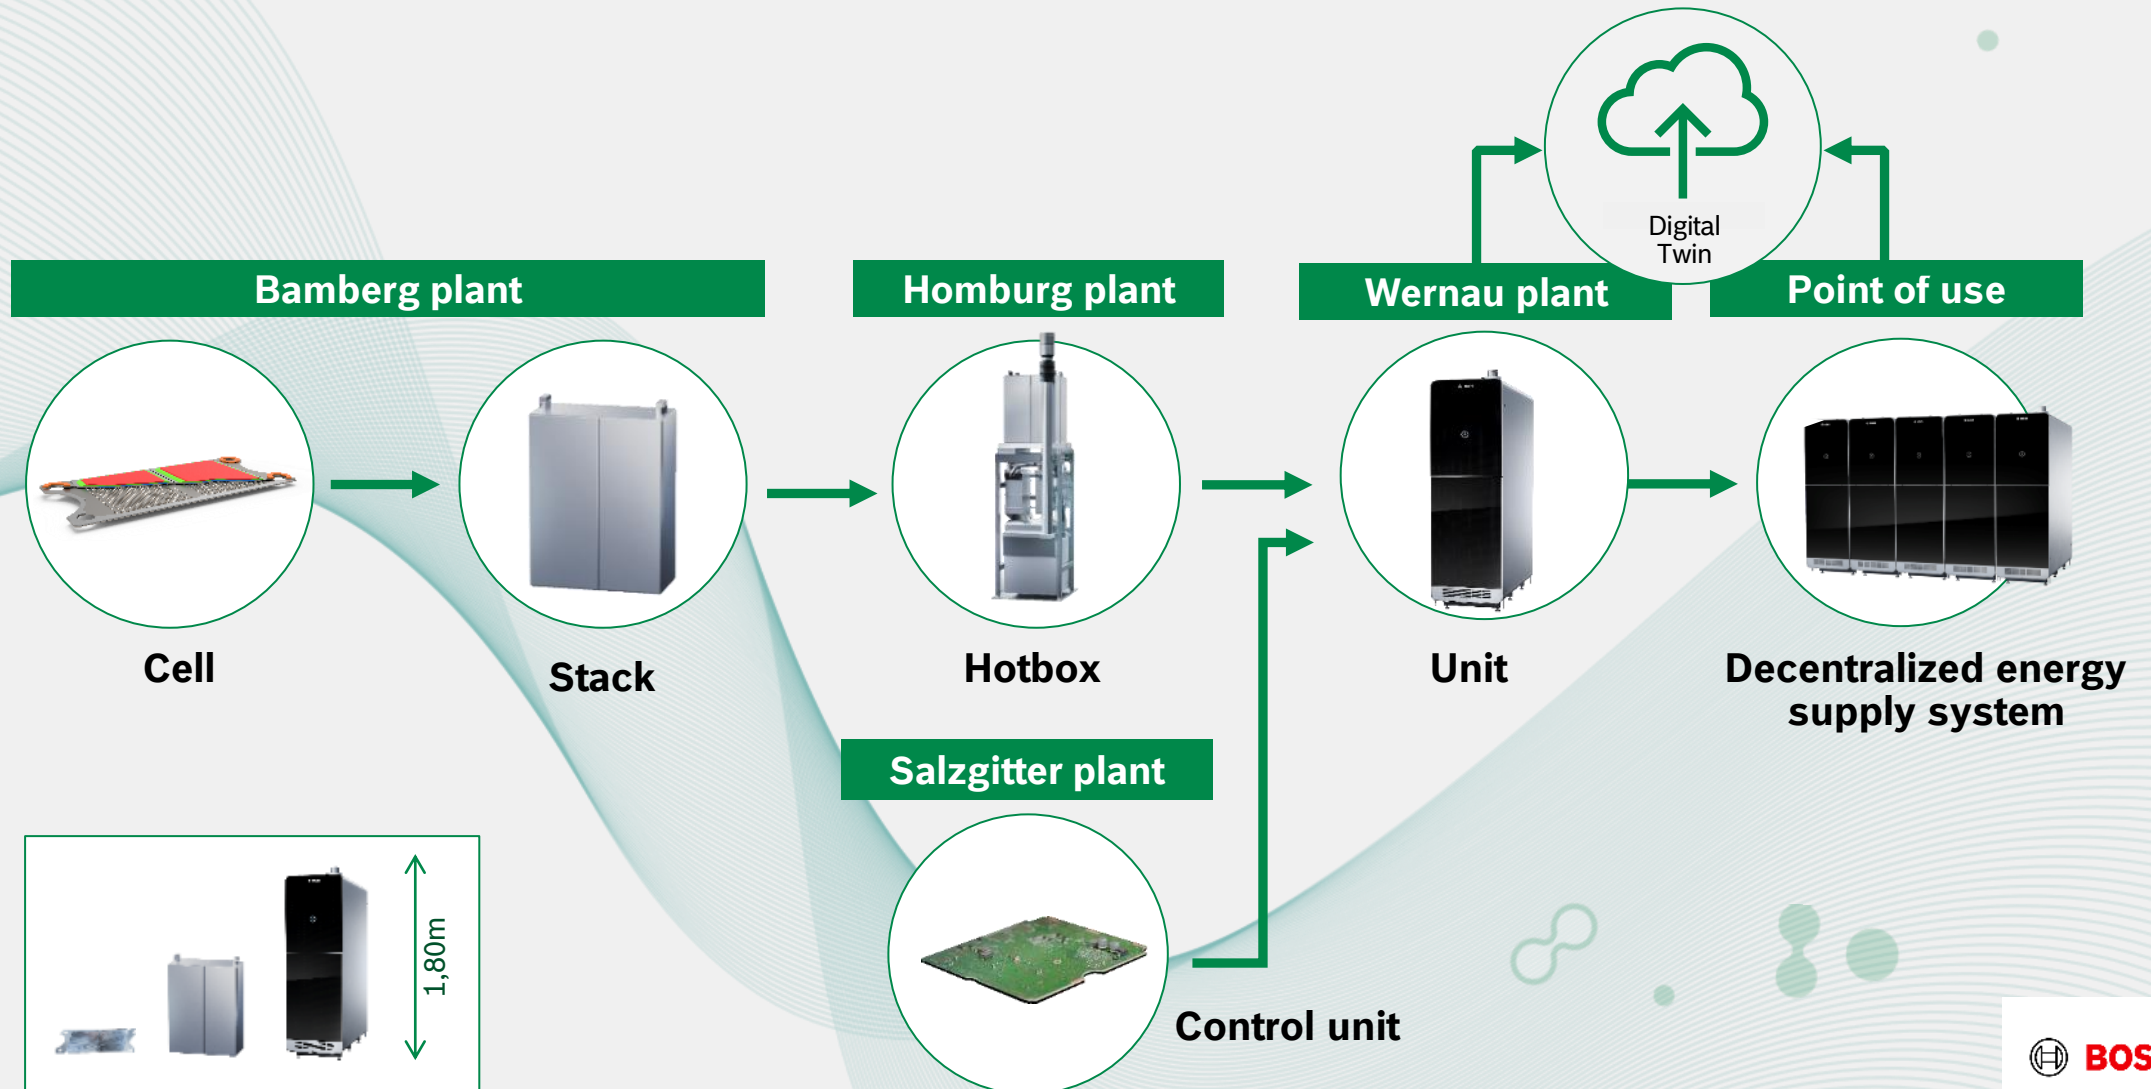 Digital
Twin
Bamberg plant
Homburg plant
Wernau plant
Point of use
Cell
Stack
Hotbox
Unit
Decentralized energy
supply system
Salzgitter plant
Control unit
1,80m
BOS